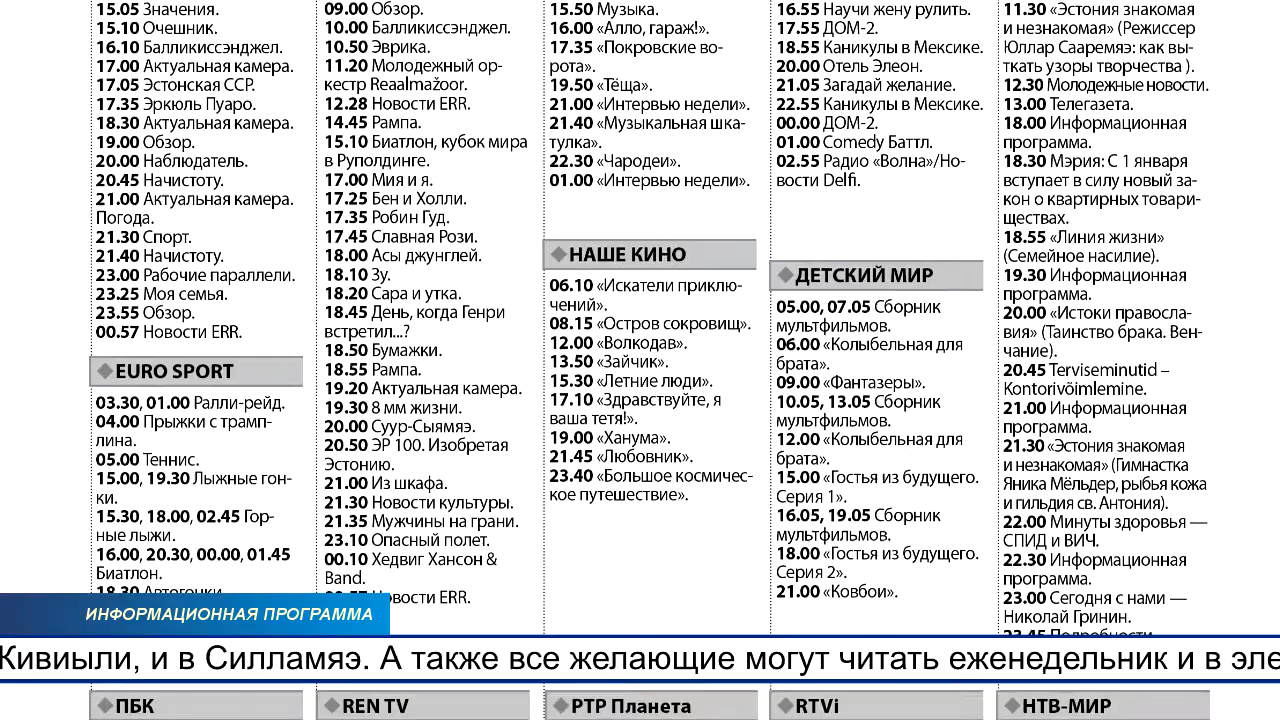 15.05 Значения.
15.10 Очешник.
16.10 Балликиссэнджел.
17.00 Актуальная камера.
17.05 Эстонская ССР.
17.35 Эркюль Пуаро.
18.30 Актуальная камера.
19.00 Обзор.
20.00 Наблюдатель.
20.45 Начистоту.
21.00 Актуальная камера.
Погода.
21.30 Спорт.
21.40 Начистоту.
23.00 Рабочие параллели.
23.25 Моя семья.
23.55 Обзор.
00.57 Новости ERR.
EURO SPORT
03.30, 01.00 Ралли-рейд.
04.00 Прыжки с трамп-
лина.
05.00 Теннис.
15.00, 19.30 Лыжные гон-
ки.
15.30, 18.00, 02.45 Гор-
ные лыжи.
16.00, 20.30, 00.00, 01.45
Биатлон.
18.30 Автогонки.
09.00 Обзор.
10.00 Балликиссэнджел.
10.50 Эврика.
11.20 Молодежный ор-
кестр Reaalmažoor.
12.28 Новости ERR.
14.45 Рампа.
15.10 Биатлон, кубок мира
в Руполдинге.
17.00 Мия и я.
17.25 Бен и Холли.
17.35 Робин Гуд.
17.45 Славная Рози.
18.00 Асы джунглей.
18.10 Зу.
18.20 Сара и утка.
18.45 День, когда Генри
встретил...?
18.50 Бумажки.
18.55 Рампа.
19.20 Актуальная камера.
19.30 8 мм жизни.
20.00 Суур-Сыямяэ.
20.50 ЭР 100. Изобретая
Эстонию.
21.00 Из шкафа.
21.30 Новости культуры.
21.35 Мужчины на грани.
23.10 Опасный полет.
00.10 Хедвиг Хансон &
Band.
овости ERR.
15.50 Музыка.
16.00 «Алло, гараж!».
17.35 «Покровские во-
рота».
19.50 «Тёща».
21.00 «Интервью недели».
21.40 «Музыкальная шка-
тулка».
22.30 «Чародеи».
01.00 «Интервью недели».
НАШЕ КИНО
06.10 «Искатели приклю-
чений».
08.15 «Остров сокровищ».
12.00 «Волкодав».
13.50 «Зайчик».
15.30 «Летние люди».
17.10 «Здравствуйте, я
ваша тетя!».
19.00 «Ханума».
21.45 «Любовник».
23.40 «Большое космичес-
кое путешествие».
16.55 Научи жену рулить.
17.55 ДОМ-2.
18.55 Каникулы в Мексике.
20.00 Отель Элеон.
21.05 Загадай желание.
22.55 Каникулы в Мексике.
00.00 ДОМ-2.
01.00 Comedy Баттл.
02.55 Радио «Волна»/Но-
вости Delfi.
ДЕТСКИЙ МИР
05.00, 07.05 Сборник
мультфильмов.
06.00 «Колыбельная для
брата».
09.00 «Фантазеры».
10.05, 13.05 Сборник
мультфильмов.
12.00 «Колыбельная для
брата».
15.00 «Гостья из будущего.
Серия 1».
16.05, 19.05 Сборник
мультфильмов.
18.00 «Гостья из будущего.
Серия 2».
21.00 «Ковбои».
11.30 «Эстония знакомая
и незнакомая» (Режиссер
Юллар Сааремяэ: как вы-
ткать узоры творчества ).
12.30 Молодежные новости.
13.00 Телегазета.
18.00 Информационная
программа.
18.30 Мэрия: С 1 января
вступает в силу новый за-
кон о квартирных товари-
ществах.
18.55 «Линия жизни»
(Семейное насилие).
19.30 Информационная
программа.
20.00 «Истоки правосла-
вия» (Таинство брака. Вен-
чание).
20.45 Terviseminutid –
Kontorivõimlemine.
21.00 Информационная
программа.
21.30 «Эстония знакомая
и незнакомая» (Гимнастка
Яника Мёльдер, рыбья кожа
и гильдия св. Антония).
22.00 Минуты здоровья —
СПИД и ВИЧ.
22.30 Информационная
программа.
23.00 Сегодня с нами —
Николай Гринин.
23.45 Подробности
ИНФОРМАЦИОННАЯ ПРОГРАММА
Кивиыли, и в Силламяэ. А также все желающие могут читать еженедельник и в эле
ПБК
REN TV
РТР Планета
RTVi
НТВ-МИР